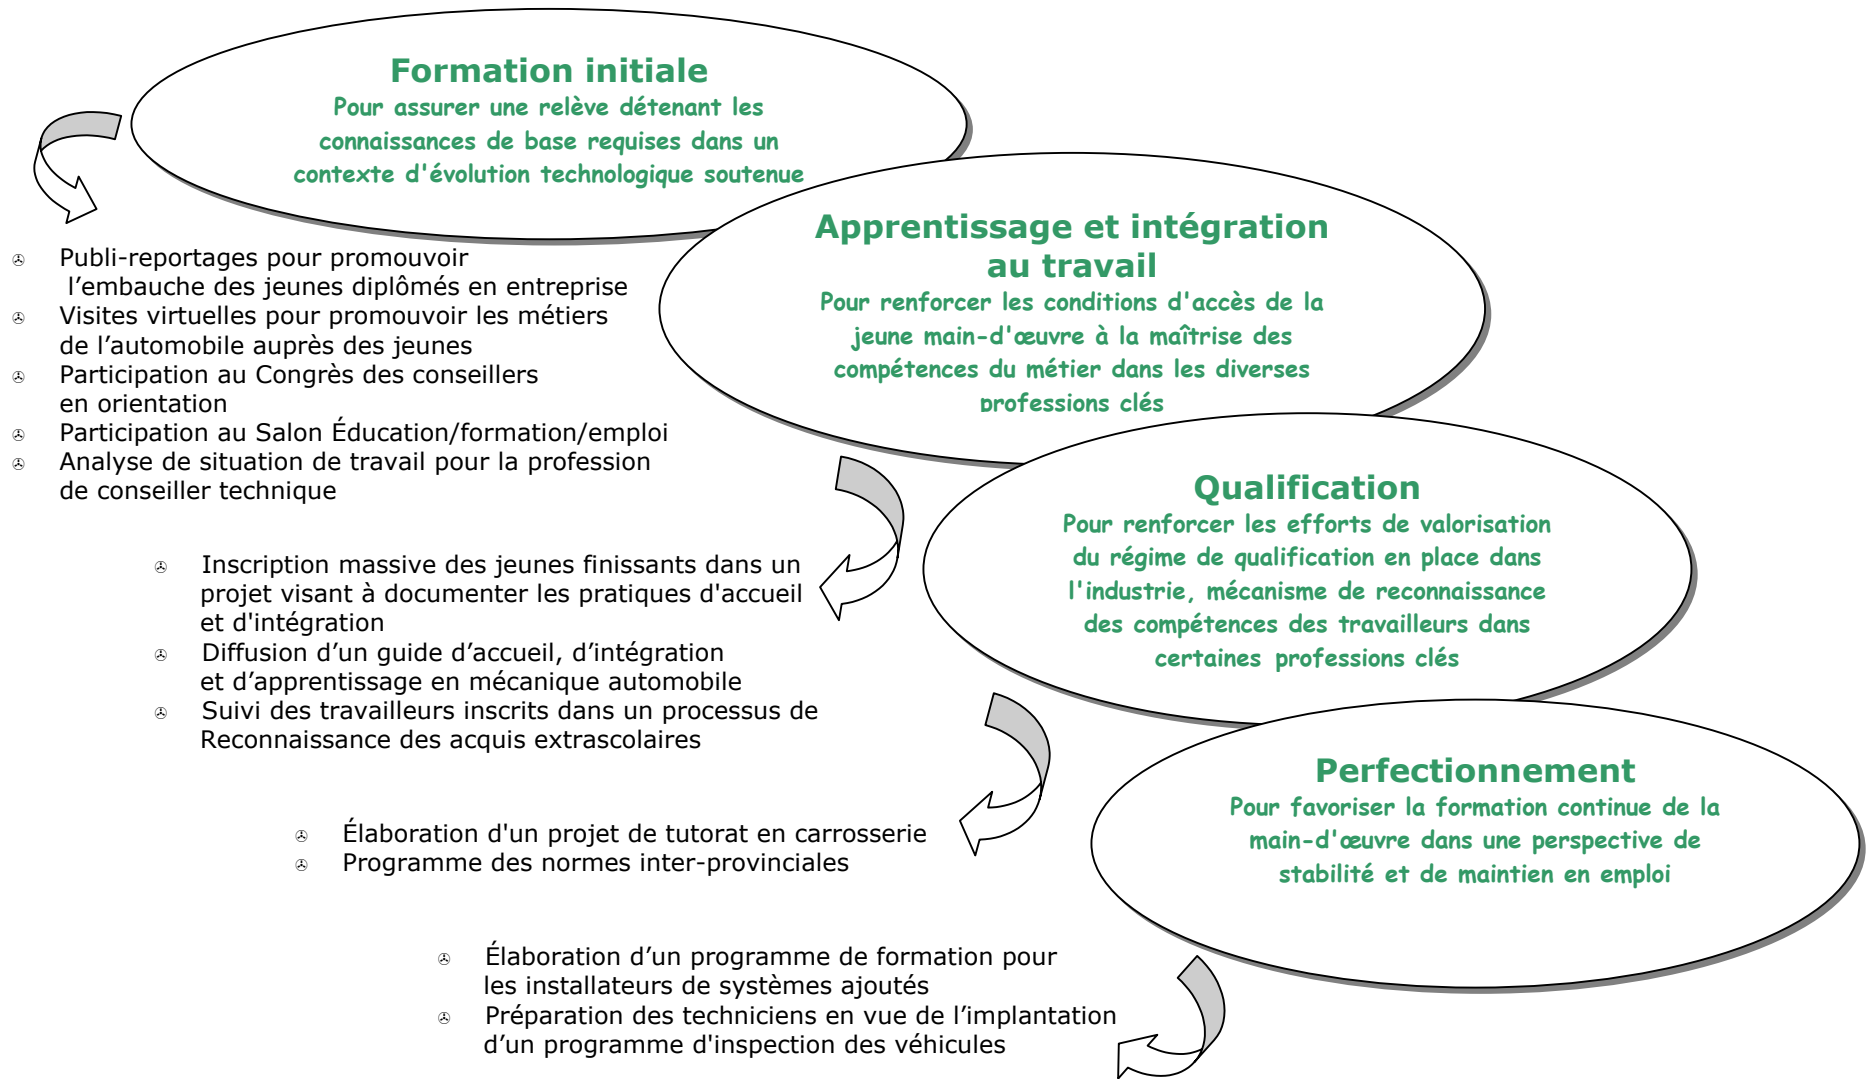 Formation initiale
Pour assurer une relève détenant les
connaissances de base requises dans un
contexte d'évolution technologique soutenue
Publi-reportages pour promouvoir
l’embauche des jeunes diplômés en entreprise
Visites virtuelles pour promouvoir les métiers
de l’automobile auprès des jeunes
Participation au Congrès des conseillers
en orientation
Participation au Salon Éducation/formation/emploi
Analyse de situation de travail pour la profession
de conseiller technique
Apprentissage et intégration
au travail
Pour renforcer les conditions d'accès de la
jeune main-d'œuvre à la maîtrise des
compétences du métier dans les diverses
professions clés
Inscription massive des jeunes finissants dans un
projet visant à documenter les pratiques d'accueil
et d'intégration
Diffusion d’un guide d’accueil, d’intégration
et d’apprentissage en mécanique automobile
Suivi des travailleurs inscrits dans un processus de
Reconnaissance des acquis extrascolaires
Qualification
Pour renforcer les efforts de valorisation
du régime de qualification en place dans
l'industrie, mécanisme de reconnaissance
des compétences des travailleurs dans
certaines professions clés
Élaboration d'un projet de tutorat en carrosserie
Programme des normes inter-provinciales
Perfectionnement
Pour favoriser la formation continue de la
main-d'œuvre dans une perspective de
stabilité et de maintien en emploi
Élaboration d’un programme de formation pour
les installateurs de systèmes ajoutés
Préparation des techniciens en vue de l’implantation
d’un programme d'inspection des véhicules